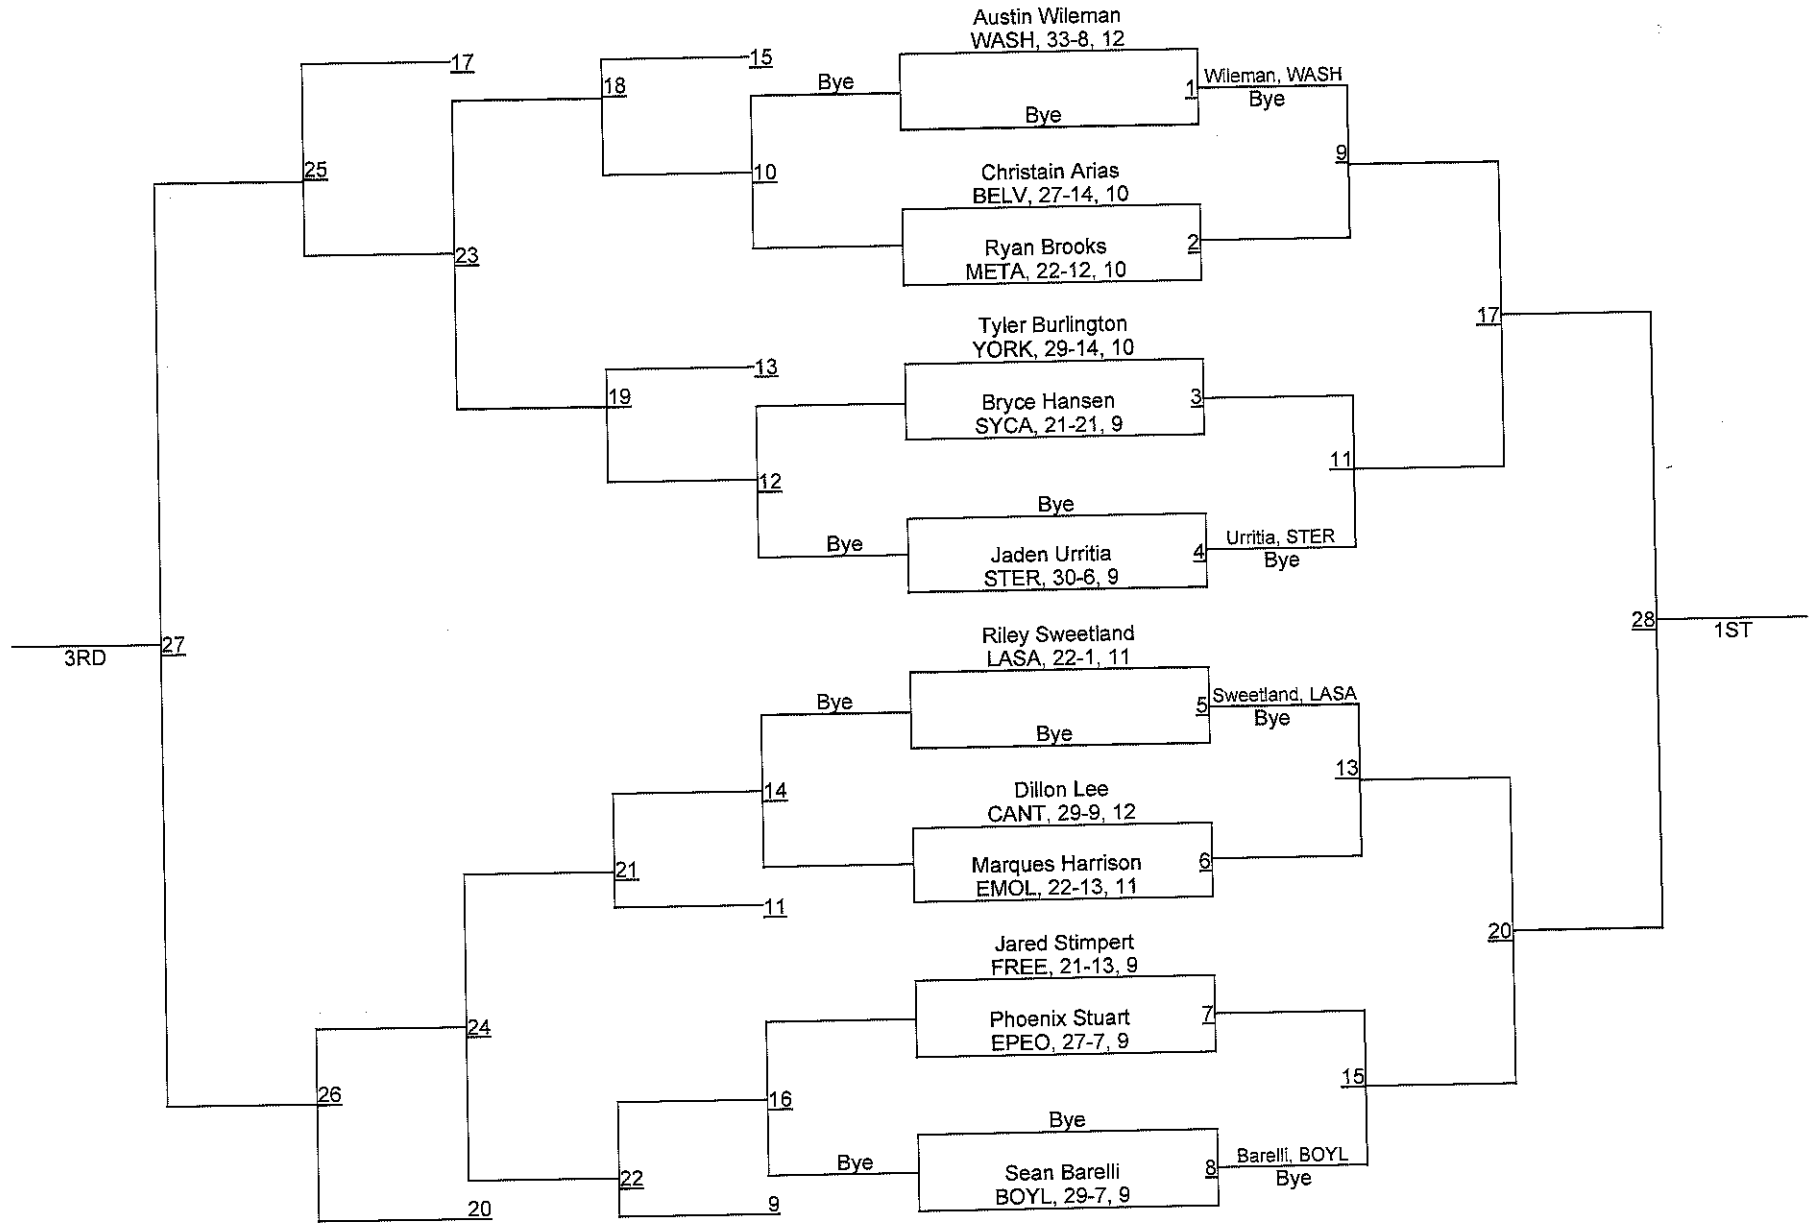 Austin Wileman
WASH, 33-8, 12
17
15
18
Bye
1
Wileman, WASH
Bye
Bye
9
25
10
Christain Arias
BELV, 27-14, 10
23
Ryan Brooks
META, 22-12, 10
2
17
Tyler Burlington
YORK, 29-14, 10
13
19
Bryce Hansen
SYCA, 21-21, 9
3
11
12
Bye
Bye
Jaden Urritia
STER, 30-6, 9
4
Urritia, STER
Bye
3RD
27
28
1ST
Riley Sweetland
LASA, 22-1, 11
Bye
5
Sweetland, LASA
Bye
Bye
13
14
Dillon Lee
CANT, 29-9, 12
21
Marques Harrison
EMOL, 22-13, 11
6
11
20
Jared Stimpert
FREE, 21-13, 9
24
Phoenix Stuart
EPEO, 27-7, 9
7
15
26
16
Bye
Bye
Sean Barelli
BOYL, 29-7, 9
8
Barelli, BOYL
Bye
22
20
9